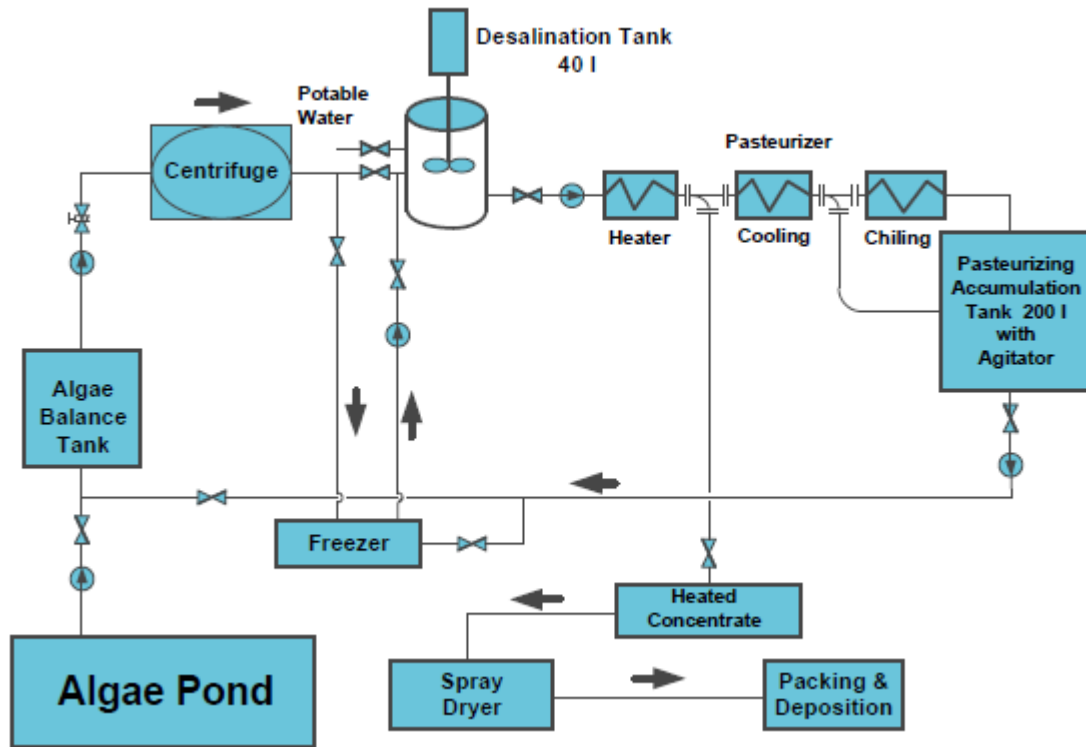 Desalination Tank
40 l
Potable
Water
Centrifuge
Pasteurizer
Heater
Cooling
Chiling
Pasteurizing
Accumulation
Tank 200 l
with
Agitator
Algae
Balance
Tank
Freezer
Heated
Concentrate
Algae Pond
Spray
Dryer
Packing &
Deposition